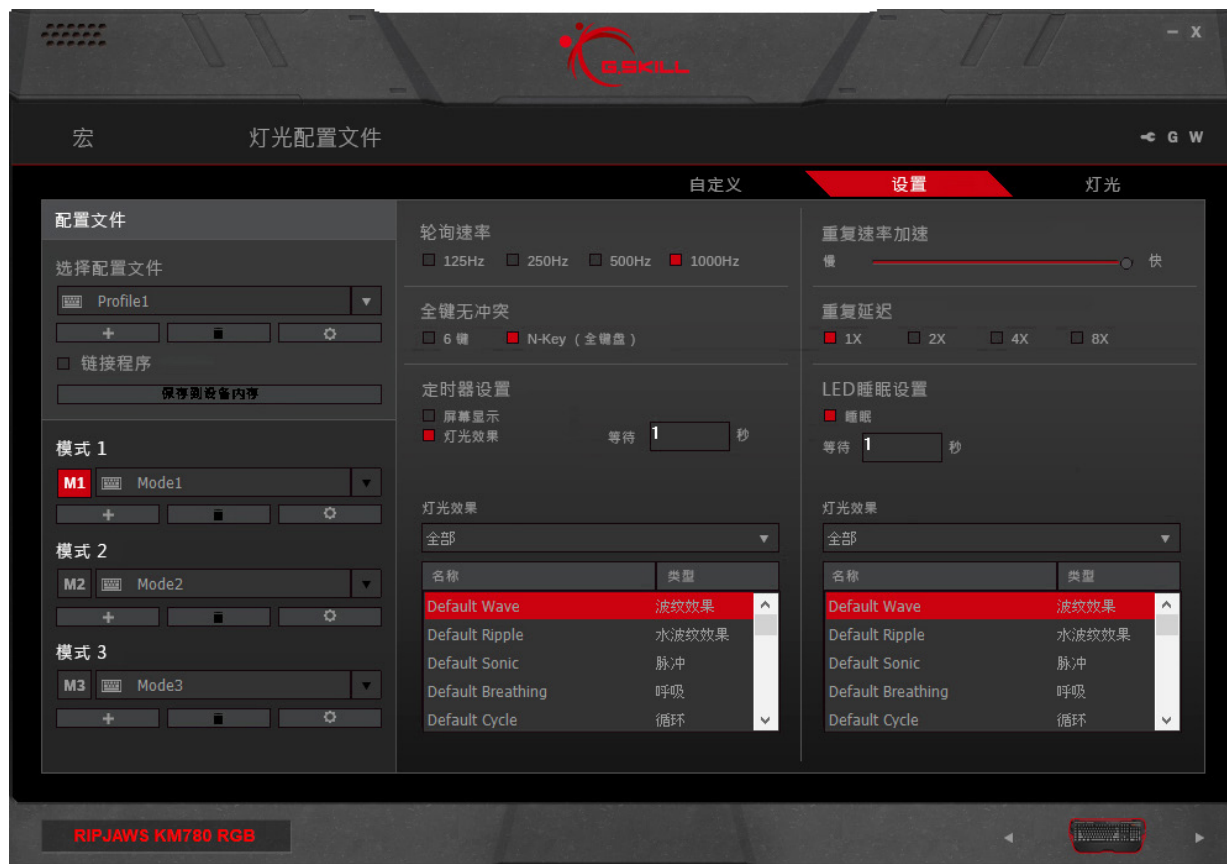 G.SKILL
- X
宏 灯光配置文件
G W
自定义 设置 灯光
配置文件
选择配置文件
Profile1
链接程序
保存到设备内存
模式 1
M1 Mode1
模式 2
M2 Mode2
模式 3
M3 Mode3
轮询速率
125Hz 250Hz 500Hz 1000Hz
全键无冲突
6 键 N-Key (全键盘)
定时器设置
屏幕显示
灯光效果 等待 1 秒
灯光效果
全部
名称 类型
Default Wave 波纹效果
Default Ripple 水波纹效果
Default Sonic 脉冲
Default Breathing 呼吸
Default Cycle 循环
重复速率加速
慢 快
重复延迟
1X 2X 4X 8X
LED睡眠设置
睡眠
等待 1 秒
灯光效果
全部
名称 类型
Default Wave 波纹效果
Default Ripple 水波纹效果
Default Sonic 脉冲
Default Breathing 呼吸
Default Cycle 循环
RIPJAWS KM780 RGB